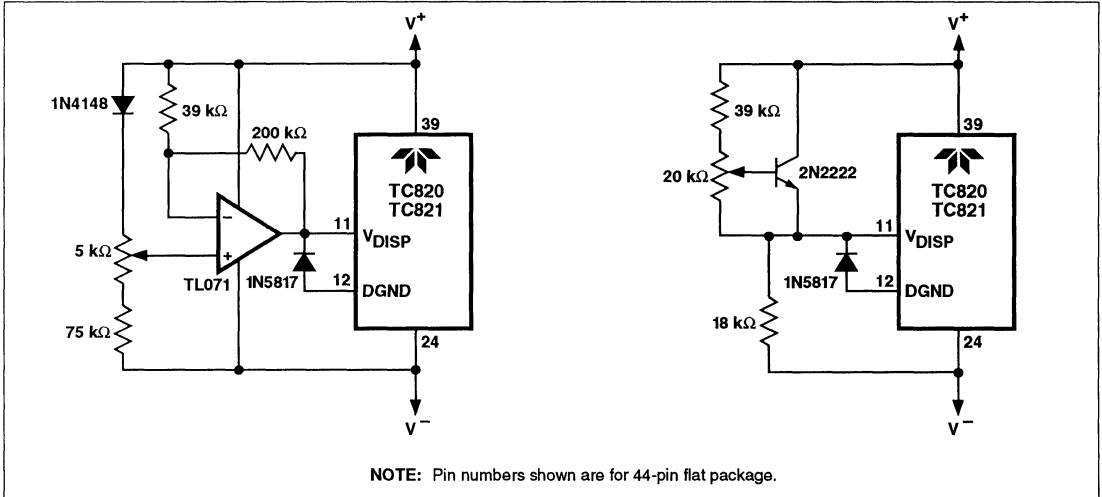 V+
1N4148
39 kΩ
200 kΩ
39
TC820
TC821
5 kΩ
−
+
TL071
1N5817
11
VDISP
12
DGND
75 kΩ
24
V−
V+
39 kΩ
39
20 kΩ
2N2222
TC820
TC821
11
VDISP
1N5817
12
DGND
18 kΩ
24
V−
NOTE: Pin numbers shown are for 44-pin flat package.